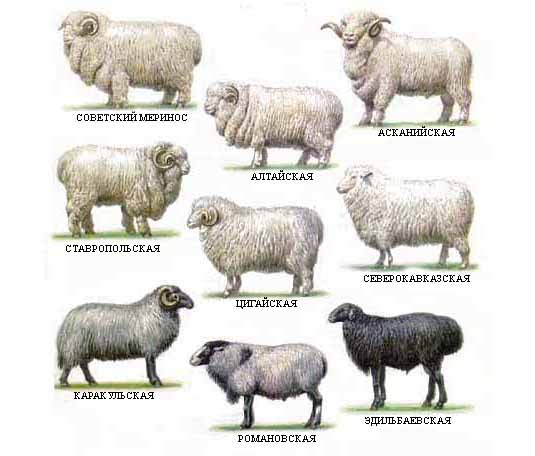 СОВЕТСКИЙ МЕРИНОС
АСКАНИЙСКАЯ
АЛТАЙСКАЯ
СТАВРОПОЛЬСКАЯ
СЕВЕРОКАВКАЗСКАЯ
ЦИГАЙСКАЯ
КАРАКУЛЬСКАЯ
ЭДИЛЬБАЕВСКАЯ
РОМАНОВСКАЯ